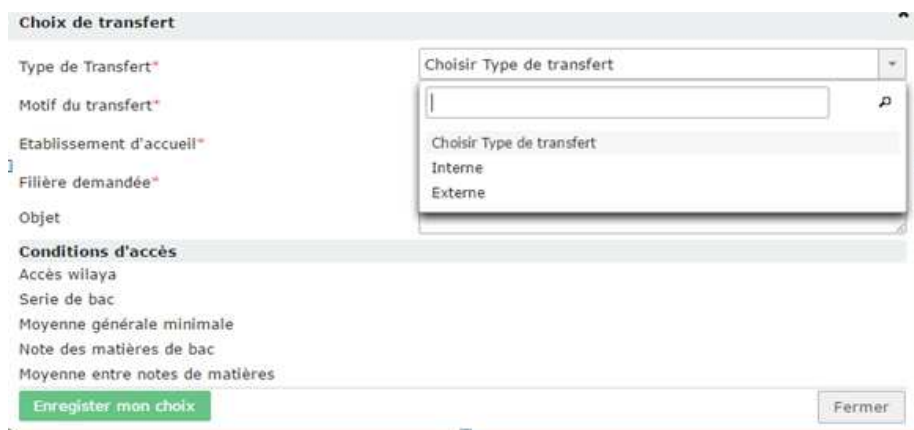 Choix de transfert
Type de Transfert* Choisir Type de transfert
Motif du transfert*
Etablissement d'accueil* Choisir Type de transfert
Interne
Filière demandée*
Externe
Objet
Conditions d'accès
Accès wilaya
Serie de bac
Moyenne générale minimale
Note des matières de bac
Moyenne entre notes de matières
Enregister mon choix Fermer